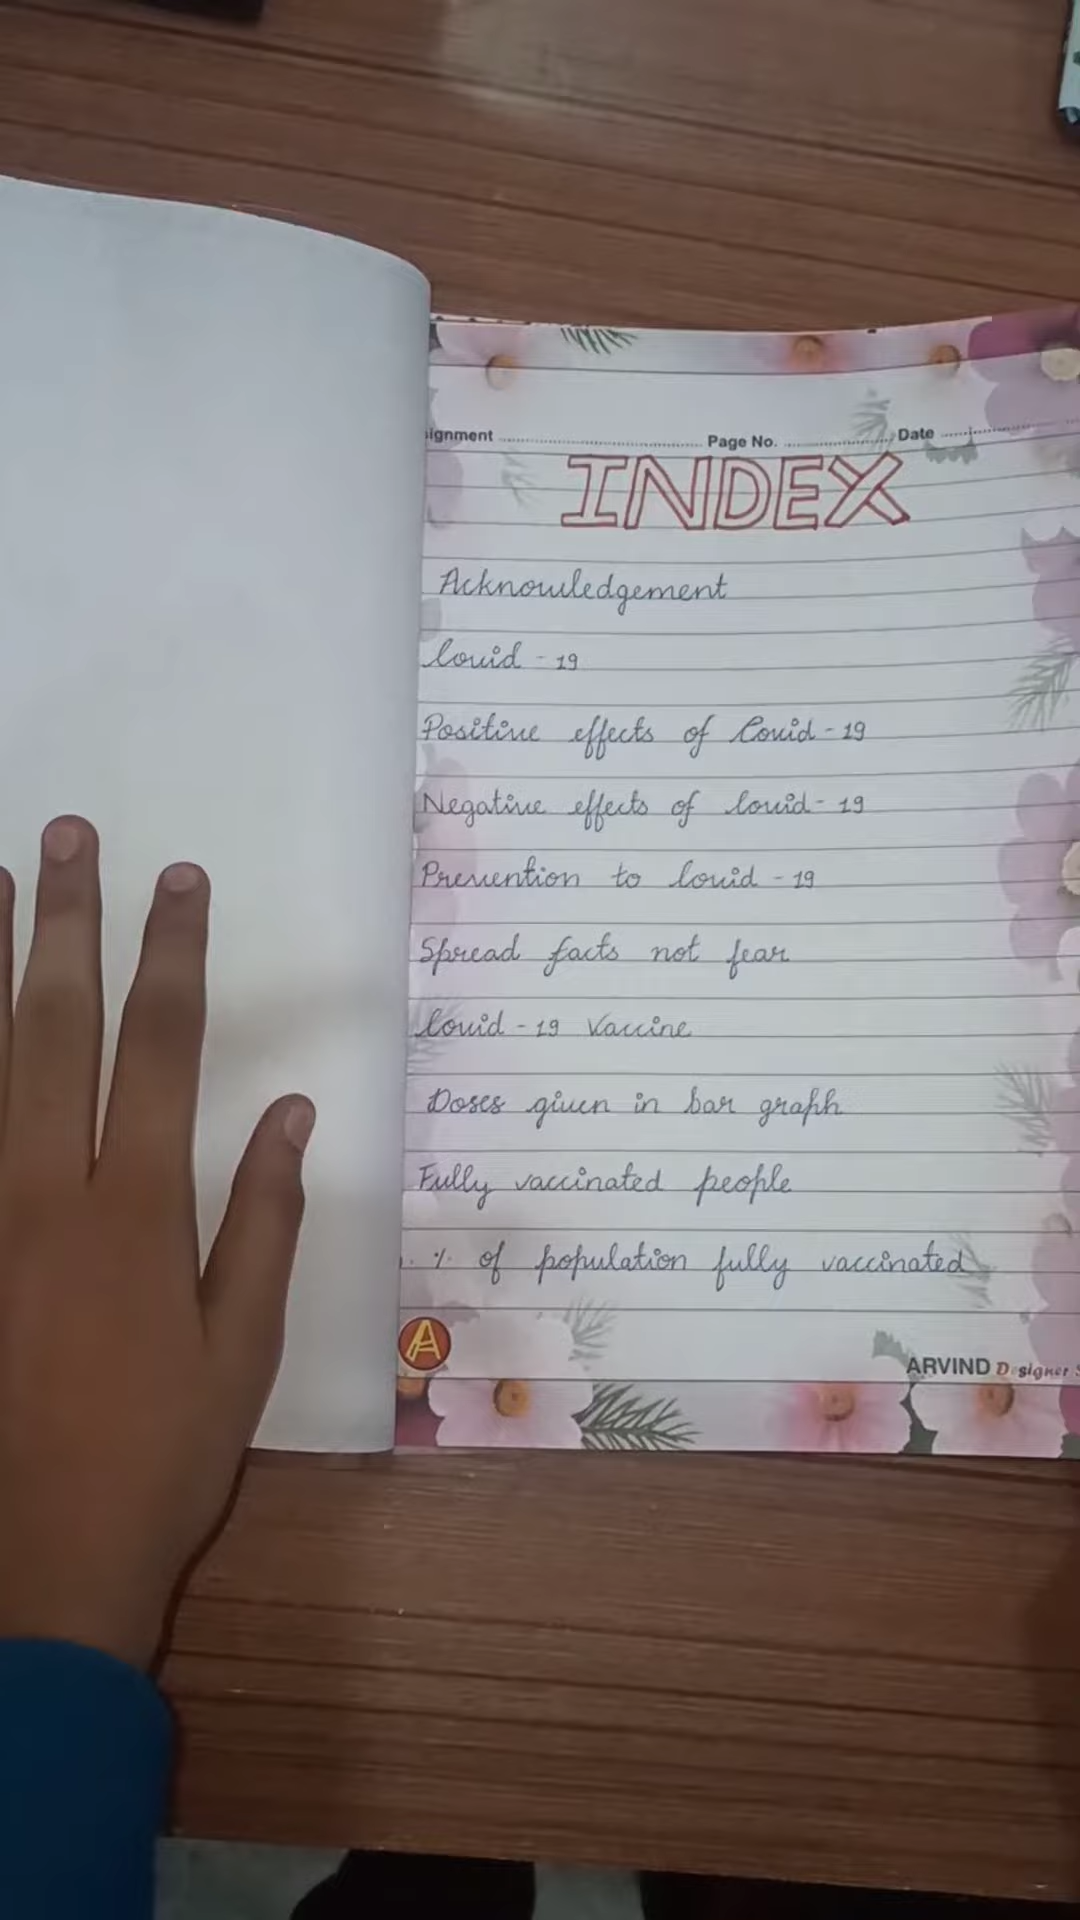 ignment ........ Page No. ........ Date ........
INDEX
Acknowledgement
Covid - 19
Positive effects of Covid - 19
Negative effects of Covid - 19
Prevention to Covid - 19
Spread facts not fear
Covid - 19 Vaccine
Doses given in bar graph
Fully vaccinated people
. % of population fully vaccinated
A
ARVIND Designer S